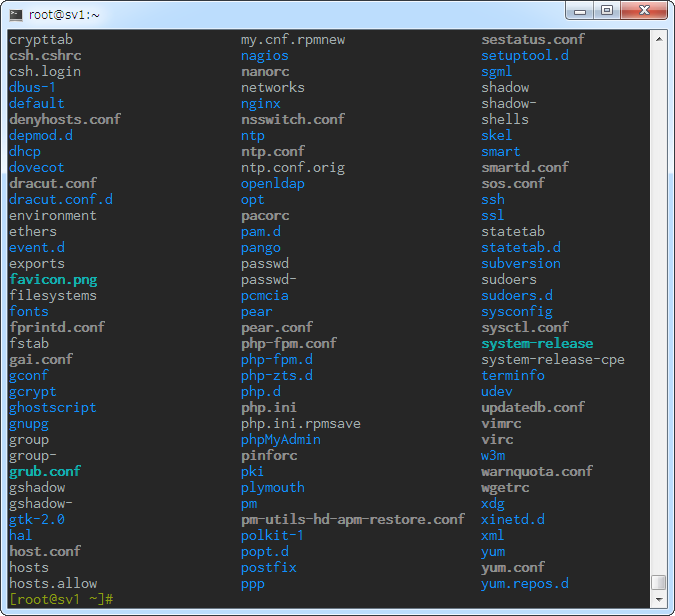 root@sv1:~
crypttab my.cnf.rpmnew sestatus.conf
csh.cshrc nagios setuptool.d
csh.login nanorc sgml
dbus-1 networks shadow
default nginx shadow-
denyhosts.conf nsswitch.conf shells
depmod.d ntp skel
dhcp ntp.conf smart
dovecot ntp.conf.orig smartd.conf
dracut.conf openldap sos.conf
dracut.conf.d opt ssh
environment pacorc ssl
ethers pam.d statetab
event.d pango statetab.d
exports passwd subversion
favicon.png passwd- sudoers
filesystems pcmcia sudoers.d
fonts pear sysconfig
fprintd.conf pear.conf sysctl.conf
fstab php-fpm.conf system-release
gai.conf php-fpm.d system-release-cpe
gconf php-zts.d terminfo
gcrypt php.d udev
ghostscript php.ini updatedb.conf
gnupg php.ini.rpmsave vimrc
group phpMyAdmin virc
group- pinforc w3m
grub.conf pki warnquota.conf
gshadow plymouth wgetrc
gshadow- pm xdg
gtk-2.0 pm-utils-hd-apm-restore.conf xinetd.d
hal polkit-1 xml
host.conf popt.d yum
hosts postfix yum.conf
hosts.allow ppp yum.repos.d
[root@sv1 ~]#